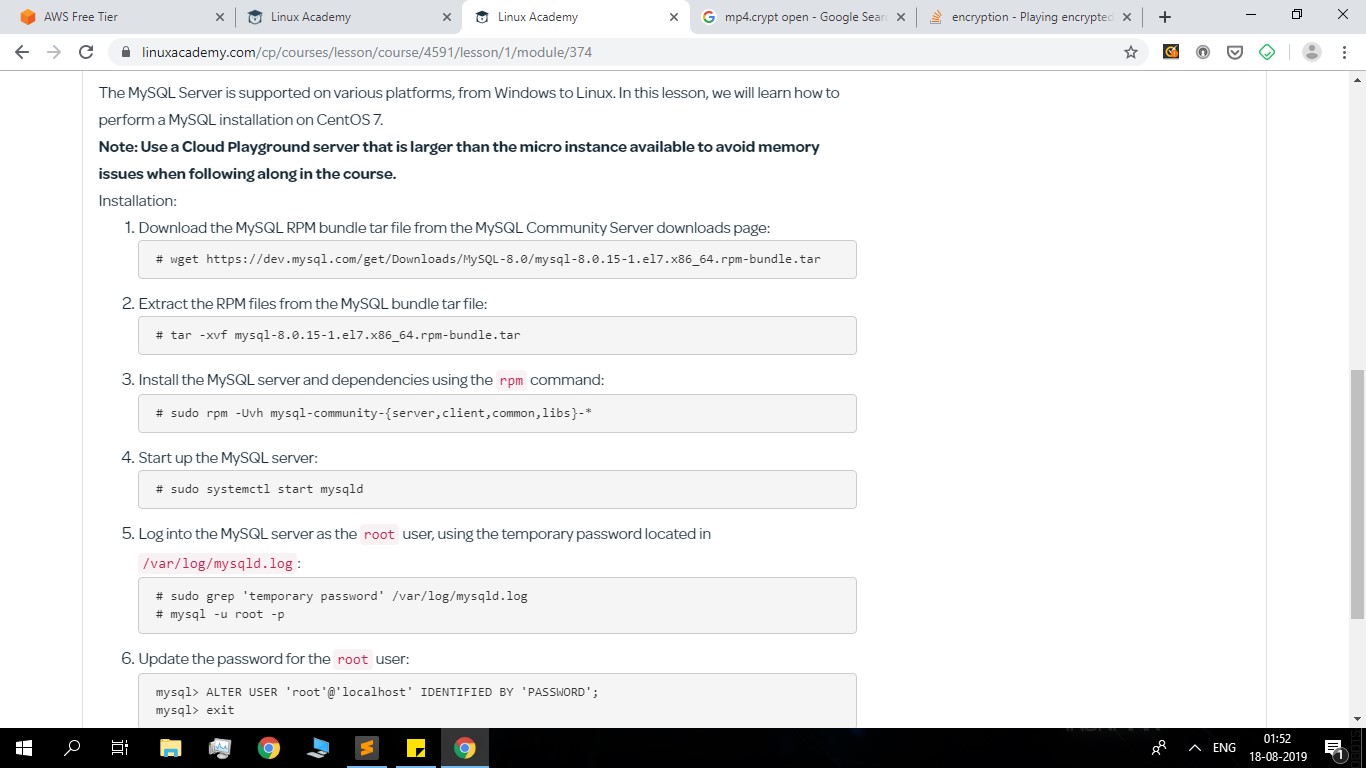 AWS Free Tier
Linux Academy
Linux Academy
mp4.crypt open - Google Sear
encryption - Playing encrypted
linuxacademy.com/cp/courses/lesson/course/4591/lesson/1/module/374
The MySQL Server is supported on various platforms, from Windows to Linux. In this lesson, we will learn how to
perform a MySQL installation on CentOS 7.
Note: Use a Cloud Playground server that is larger than the micro instance available to avoid memory
issues when following along in the course.
Installation:
1. Download the MySQL RPM bundle tar file from the MySQL Community Server downloads page:
# wget https://dev.mysql.com/get/Downloads/MySQL-8.0/mysql-8.0.15-1.el7.x86_64.rpm-bundle.tar
2. Extract the RPM files from the MySQL bundle tar file:
# tar -xvf mysql-8.0.15-1.el7.x86_64.rpm-bundle.tar
3. Install the MySQL server and dependencies using the rpm command:
# sudo rpm -Uvh mysql-community-{server,client,common,libs}-*
4. Start up the MySQL server:
# sudo systemctl start mysqld
5. Log into the MySQL server as the root user, using the temporary password located in
/var/log/mysqld.log :
# sudo grep 'temporary password' /var/log/mysqld.log
# mysql -u root -p
6. Update the password for the root user:
mysql> ALTER USER 'root'@'localhost' IDENTIFIED BY 'PASSWORD';
mysql> exit
ENG
01:52
18-08-2019
1